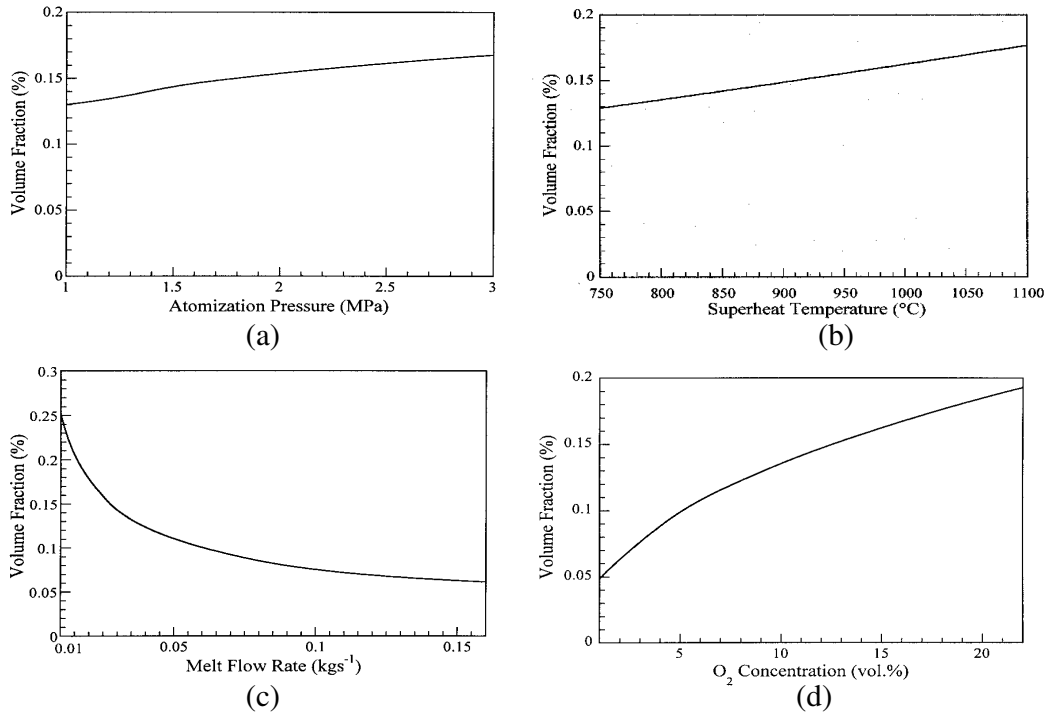 0.2
0.15
0.1
0.05
0
Volume Fraction (%)
1 1.5 2 2.5 3
Atomization Pressure (MPa)
(a)
0.2
0.15
0.1
0.05
0
Volume Fraction (%)
750 800 850 900 950 1000 1050 1100
Superheat Temperature (°C)
(b)
0.3
0.25
0.2
0.15
0.1
0.05
0
Volume Fraction (%)
0.01 0.05 0.1 0.15
Melt Flow Rate (kgs⁻¹)
(c)
0.2
0.15
0.1
0.05
0
Volume Fraction (%)
5 10 15 20
O₂ Concentration (vol.%)
(d)